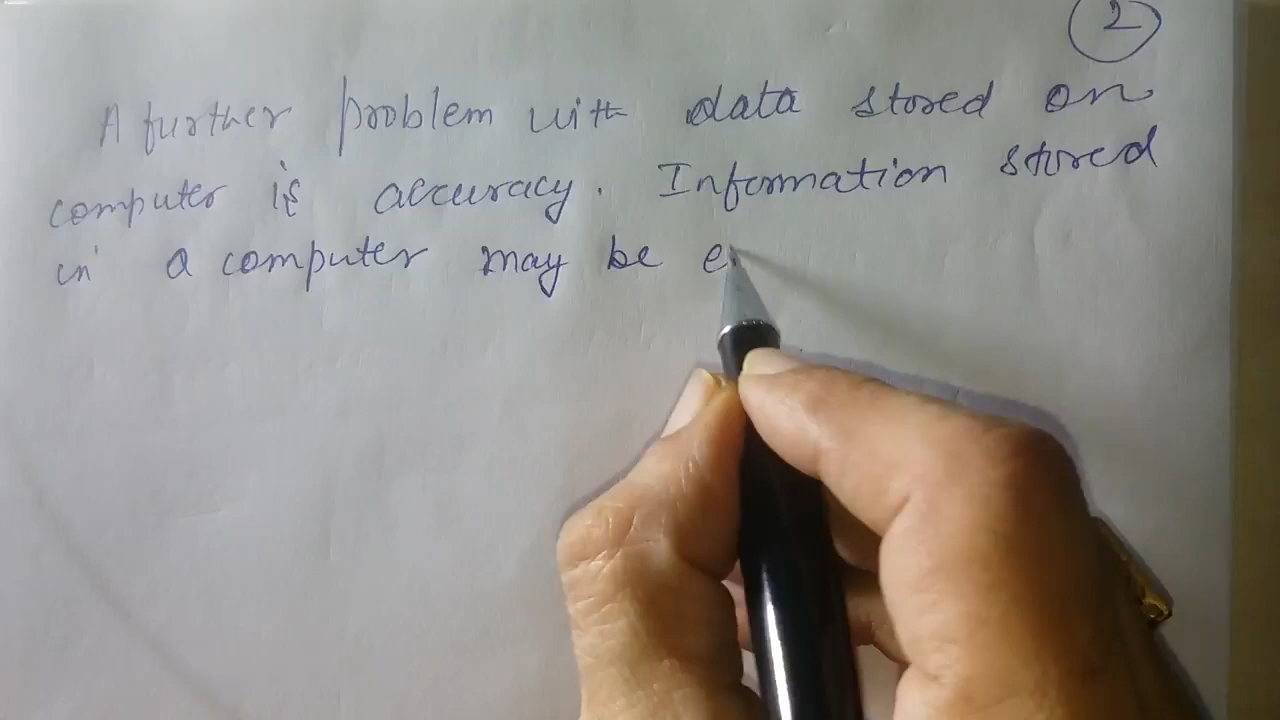 2
A further problem with data stored on
computer is accuracy. Information stored
in a computer may be e